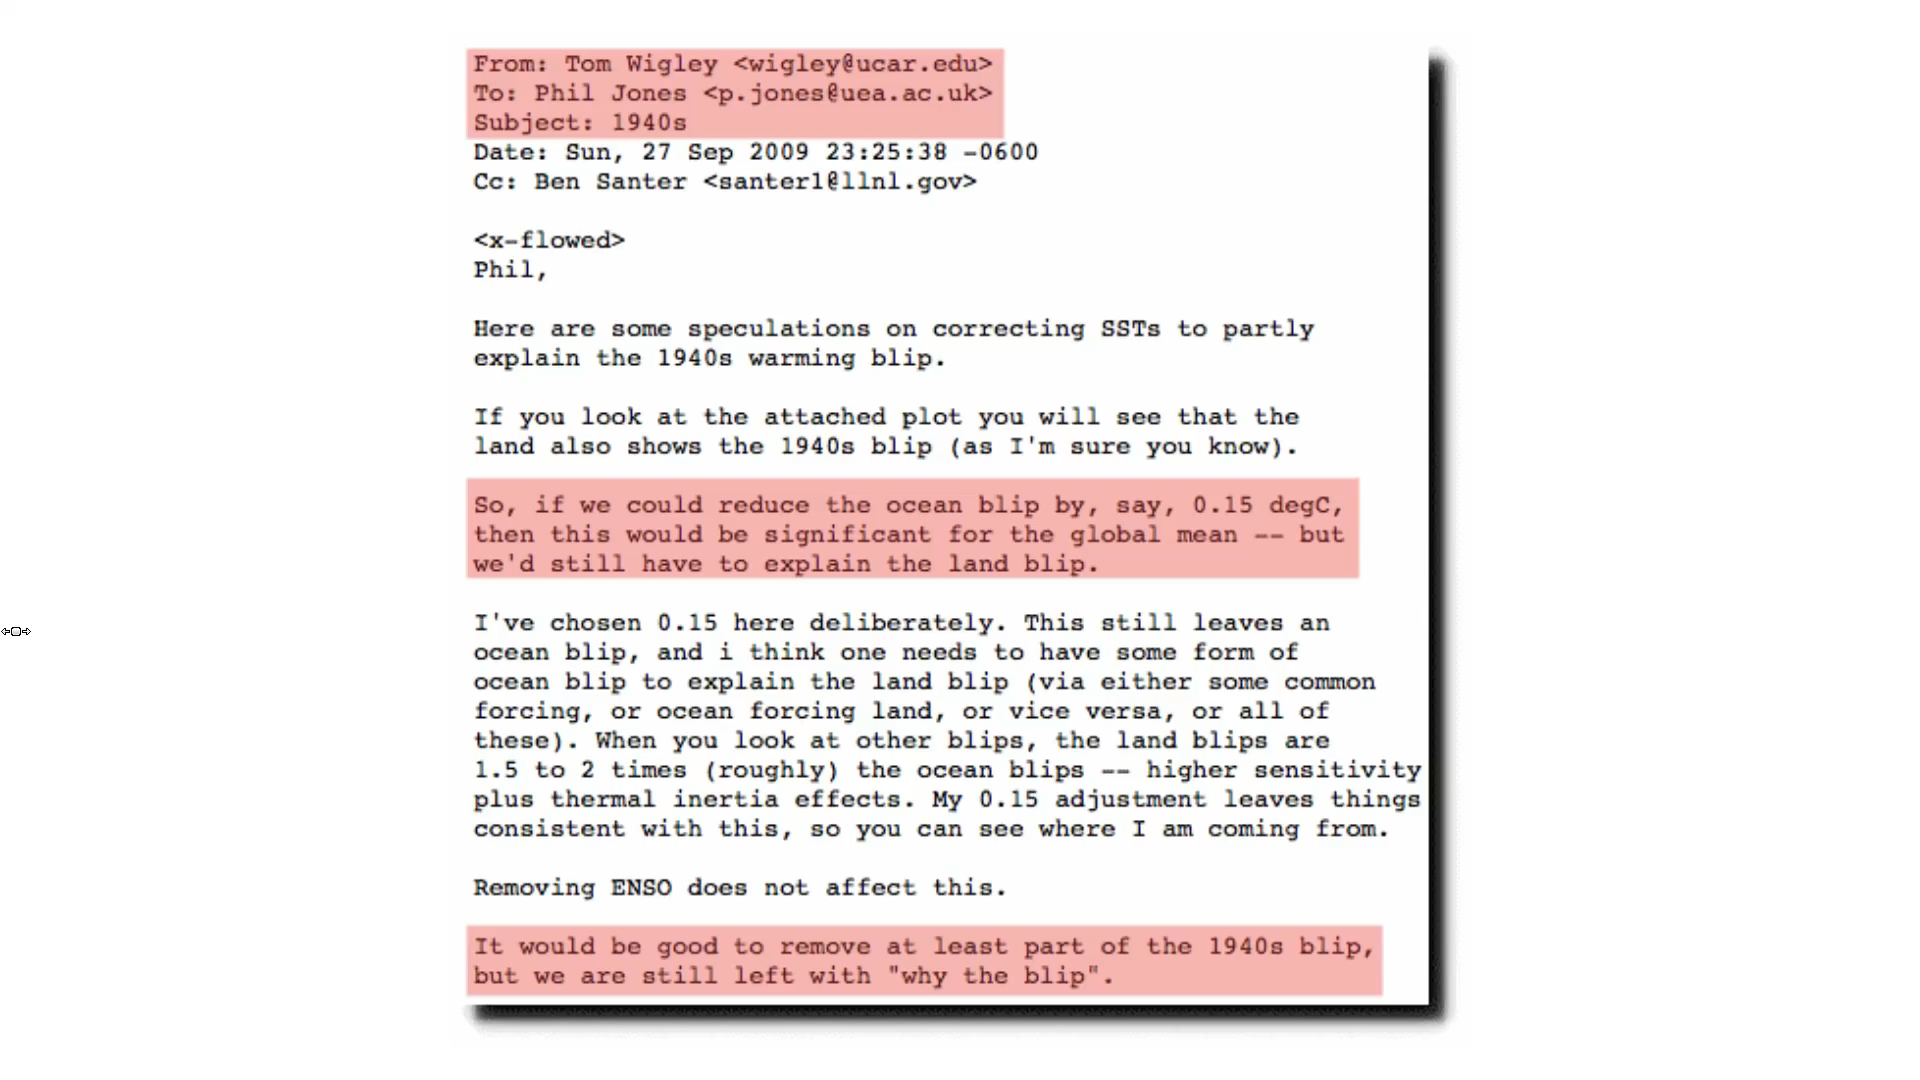 From: Tom Wigley <wigley@ucar.edu>
To: Phil Jones <p.jones@uea.ac.uk>
Subject: 1940s
Date: Sun, 27 Sep 2009 23:25:38 -0600
Cc: Ben Santer <santer1@llnl.gov>
<x-flowed>
Phil,
Here are some speculations on correcting SSTs to partly
explain the 1940s warming blip.
If you look at the attached plot you will see that the
land also shows the 1940s blip (as I'm sure you know).
So, if we could reduce the ocean blip by, say, 0.15 degC,
then this would be significant for the global mean -- but
we'd still have to explain the land blip.
I've chosen 0.15 here deliberately. This still leaves an
ocean blip, and i think one needs to have some form of
ocean blip to explain the land blip (via either some common
forcing, or ocean forcing land, or vice versa, or all of
these). When you look at other blips, the land blips are
1.5 to 2 times (roughly) the ocean blips -- higher sensitivity
plus thermal inertia effects. My 0.15 adjustment leaves things
consistent with this, so you can see where I am coming from.
Removing ENSO does not affect this.
It would be good to remove at least part of the 1940s blip,
but we are still left with "why the blip".